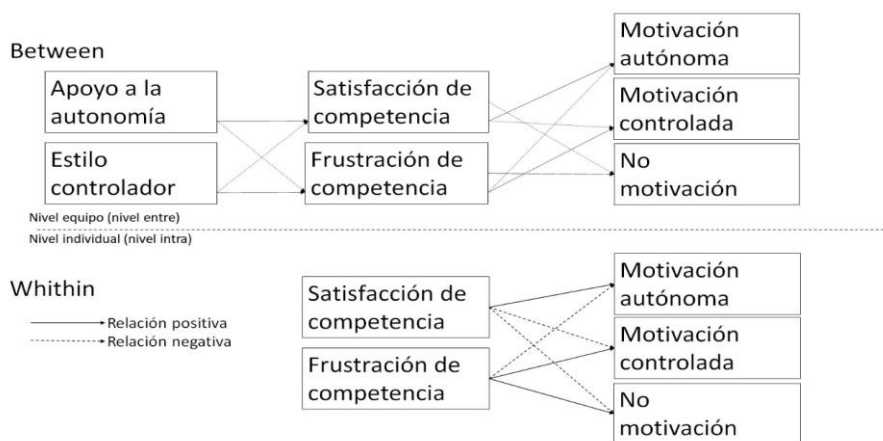 Between
Apoyo a la
autonomía
Estilo
controlador
Satisfacción de
competencia
Frustración de
competencia
Motivación
autónoma
Motivación
controlada
No
motivación
Nivel equipo (nivel entre)
Nivel individual (nivel intra)
Whithin
Relación positiva
Relación negativa
Satisfacción de
competencia
Frustración de
competencia
Motivación
autónoma
Motivación
controlada
No
motivación